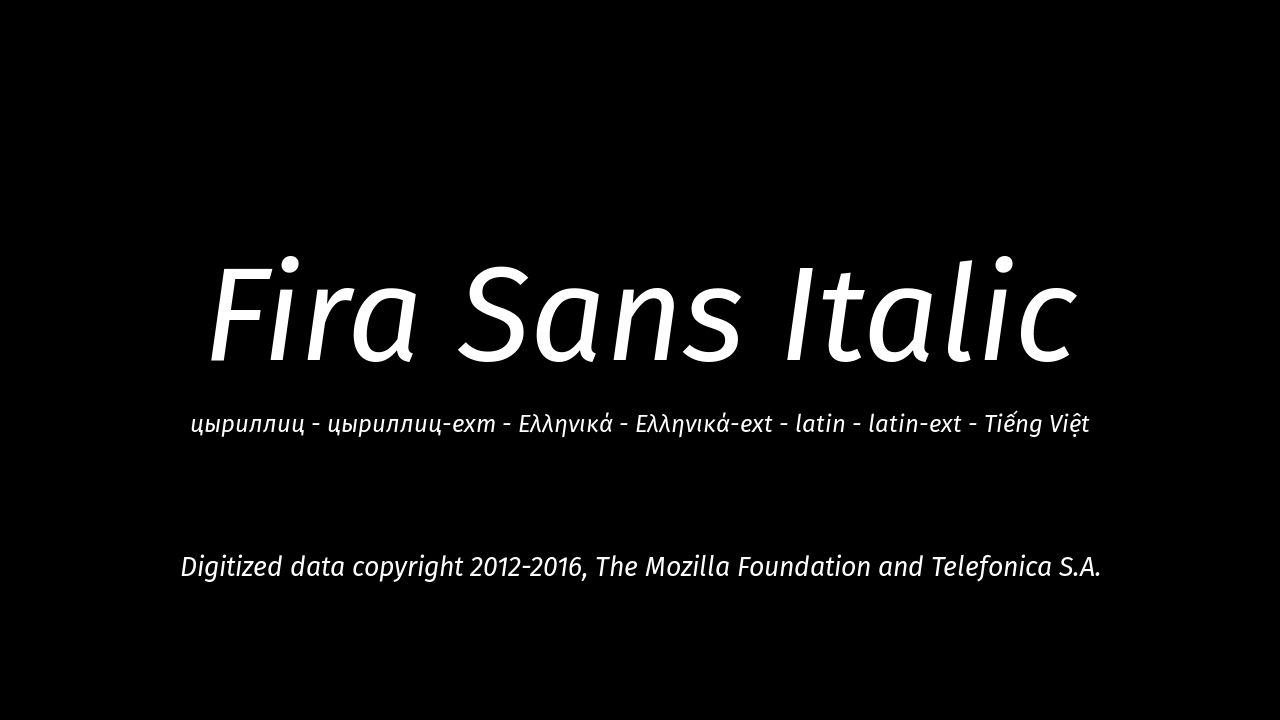 Fira Sans Italic
цыриллиц - цыриллиц-ехт - Ελληνικά - Ελληνικά-ext - latin - latin-ext - Tiếng Việt
Digitized data copyright 2012-2016, The Mozilla Foundation and Telefonica S.A.